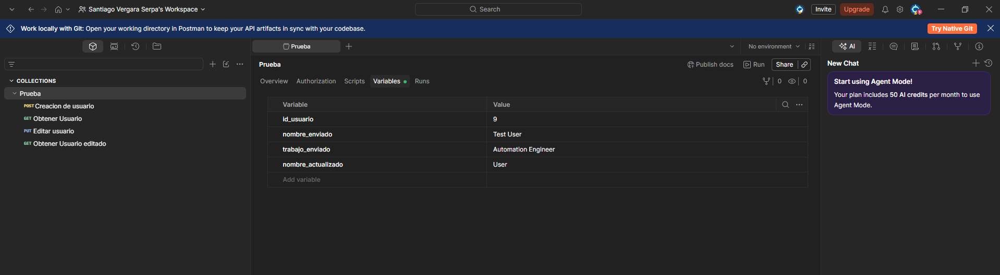 Santiago Vergara Serpa's Workspace
Search
Invite
Upgrade
Work locally with Git: Open your working directory in Postman to keep your API artifacts in sync with your codebase.
Try Native Git
Prueba
No environment
AI
Prueba
Publish docs
Run
Share
New Chat
COLLECTIONS
Overview
Authorization
Scripts
Variables
Runs
0
0
Start using Agent Mode!
Your plan includes 50 AI credits per month to use
Agent Mode.
Prueba
POST Creacion de usuario
GET Obtener Usuario
PUT Editar usuario
GET Obtener Usuario editado
Variable Value
id_usuario 9
nombre_enviado Test User
trabajo_enviado Automation Engineer
nombre_actualizado User
Add variable